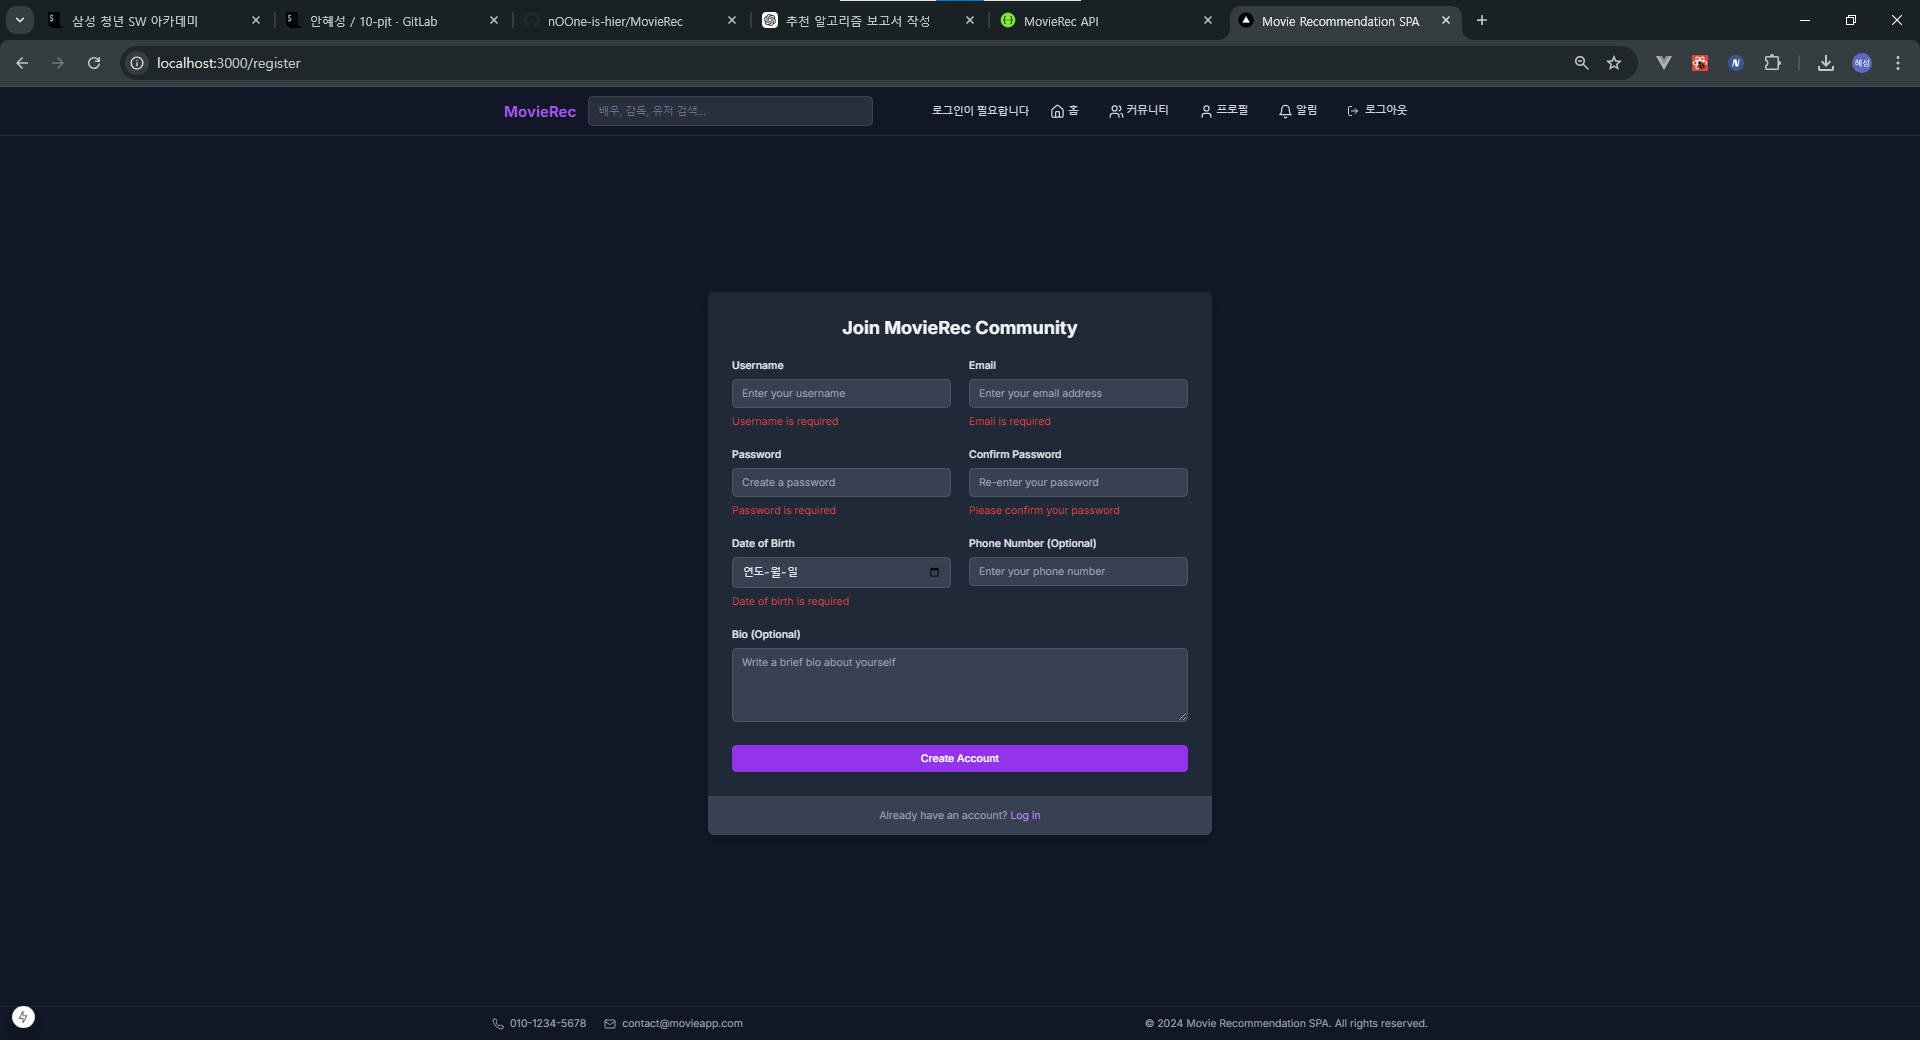 삼성 청년 SW 아카데미
안혜성 / 10-pjt · GitLab
nOOne-is-hier/MovieRec
추천 알고리즘 보고서 작성
MovieRec API
Movie Recommendation SPA
localhost:3000/register
혜성
MovieRec
배우, 감독, 유저 검색...
로그인이 필요합니다
홈
커뮤니티
프로필
알림
로그아웃
Join MovieRec Community
Username
Email
Enter your username
Enter your email address
Username is required
Email is required
Password
Confirm Password
Create a password
Re-enter your password
Password is required
Please confirm your password
Date of Birth
Phone Number (Optional)
연도-월-일
Enter your phone number
Date of birth is required
Bio (Optional)
Write a brief bio about yourself
Create Account
Already have an account? Log in
010-1234-5678
contact@movieapp.com
© 2024 Movie Recommendation SPA. All rights reserved.